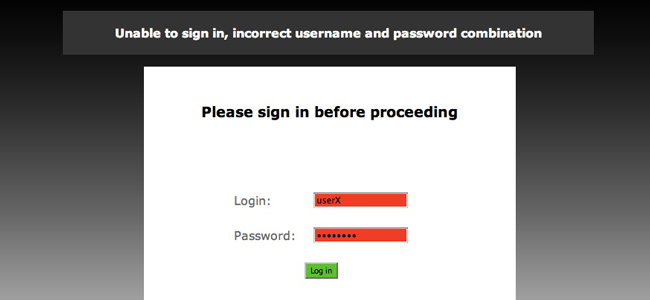 Unable to sign in, incorrect username and password combination
Please sign in before proceeding
Login: userX
Password: ••••••••
Log in